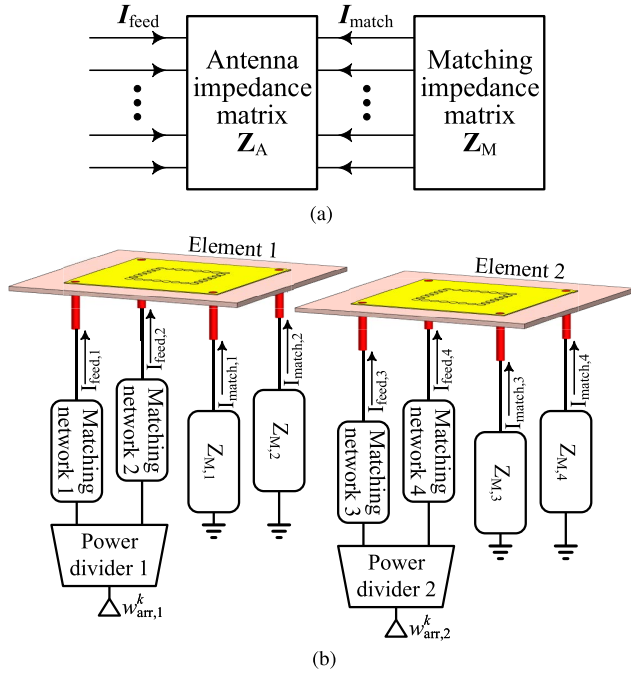 I_feed
I_match
Antenna
impedance
matrix
Z_A
Matching
impedance
matrix
Z_M
(a)
Element 1
Element 2
I_feed,1
I_feed,2
I_match,1
I_match,2
I_feed,3
I_feed,4
I_match,3
I_match,4
Matching
network 1
Matching
network 2
Z_M,1
Z_M,2
Matching
network 3
Matching
network 4
Z_M,3
Z_M,4
Power
divider 1
Power
divider 2
w^k_arr,1
w^k_arr,2
(b)